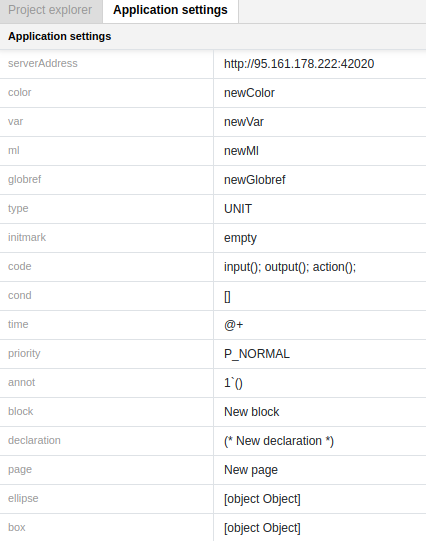 Project explorer Application settings
Application settings
serverAddress http://95.161.178.222:42020
color newColor
var newVar
ml newMl
globref newGlobref
type UNIT
initmark empty
code input(); output(); action();
cond []
time @+
priority P_NORMAL
annot 1`()
block New block
declaration (* New declaration *)
page New page
ellipse [object Object]
box [object Object]